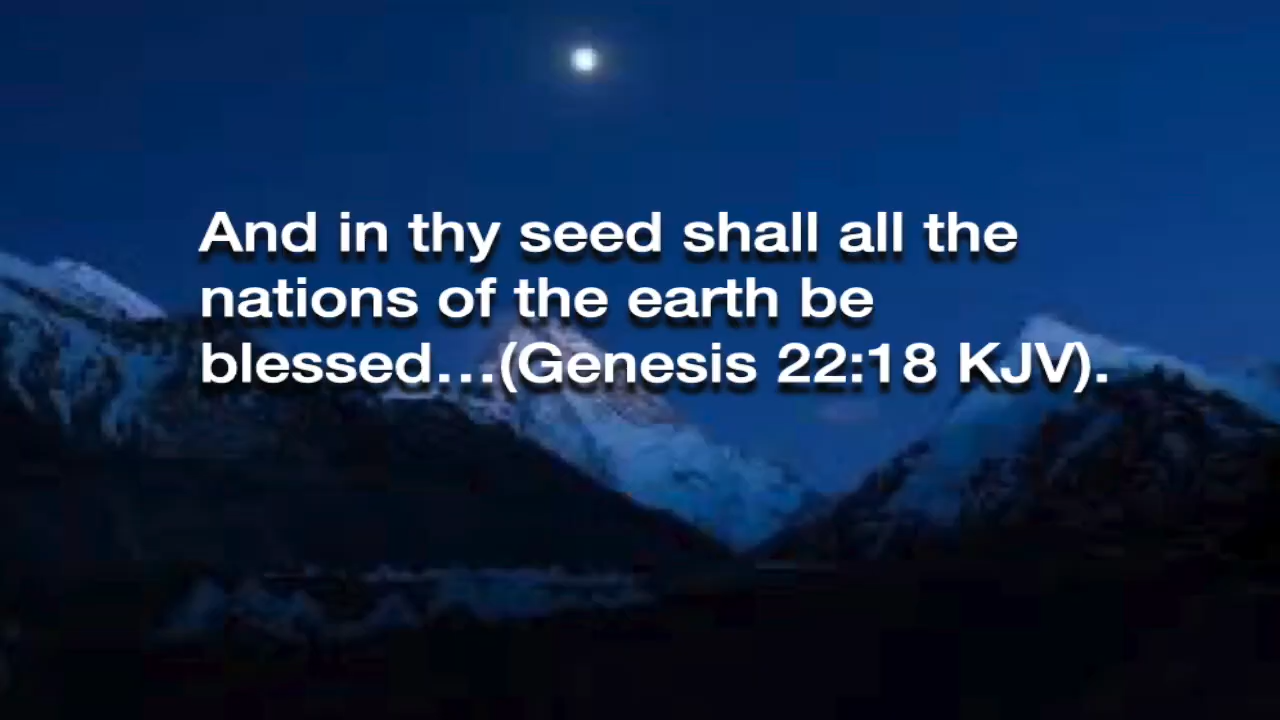 And in thy seed shall all the
nations of the earth be
blessed...(Genesis 22:18 KJV).